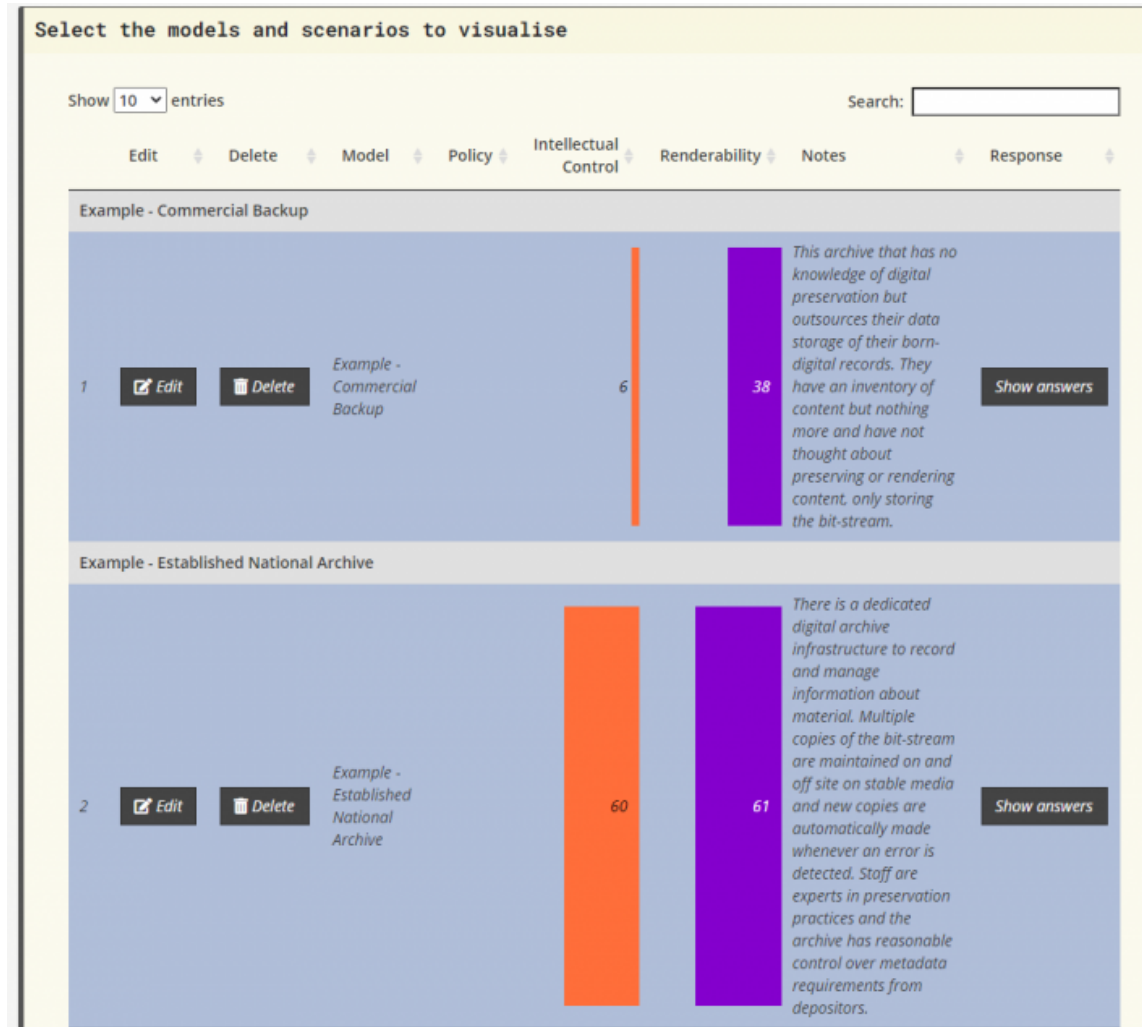 Select the models and scenarios to visualise
Show 10 entries
Search:
Edit Delete Model Policy Intellectual Control Renderability Notes Response
Example - Commercial Backup
1 Edit Delete
Example -
Commercial
Backup
6
38
This archive that has no
knowledge of digital
preservation but
outsources their data
storage of their born-
digital records. They
have an inventory of
content but nothing
more and have not
thought about
preserving or rendering
content, only storing
the bit-stream.
Show answers
Example - Established National Archive
2 Edit Delete
Example -
Established
National
Archive
60
61
There is a dedicated
digital archive
infrastructure to record
and manage
information about
material. Multiple
copies of the bit-stream
are maintained on and
off site on stable media
and new copies are
automatically made
whenever an error is
detected. Staff are
experts in preservation
practices and the
archive has reasonable
control over metadata
requirements from
depositors.
Show answers